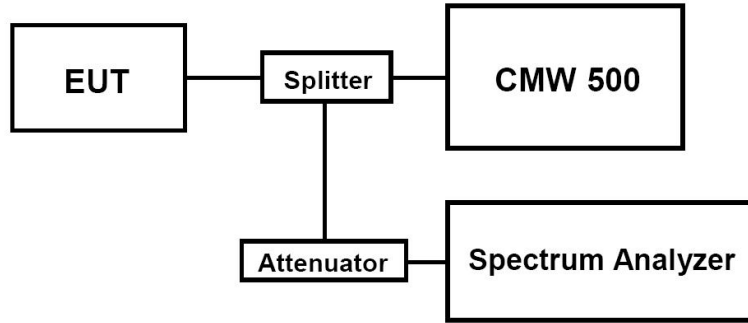 EUT
Splitter
CMW 500
Attenuator
Spectrum Analyzer